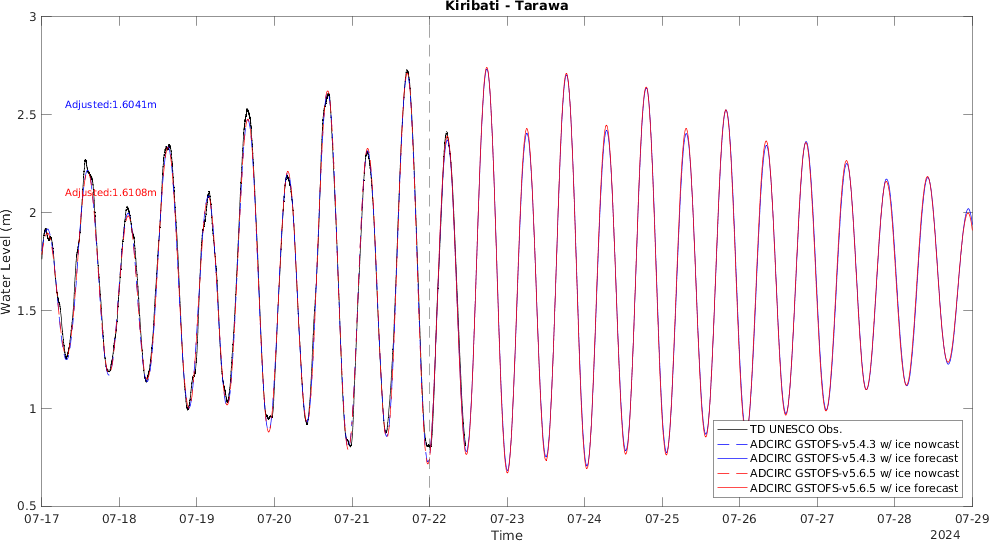 Kiribati - Tarawa
3
2.5
2
1.5
1
0.5
Water Level (m)
Adjusted:1.6041m
Adjusted:1.6108m
TD UNESCO Obs.
ADCIRC GSTOFS-v5.4.3 w/ ice nowcast
ADCIRC GSTOFS-v5.4.3 w/ ice forecast
ADCIRC GSTOFS-v5.6.5 w/ ice nowcast
ADCIRC GSTOFS-v5.6.5 w/ ice forecast
07-17 07-18 07-19 07-20 07-21 07-22 07-23 07-24 07-25 07-26 07-27 07-28 07-29
Time
2024